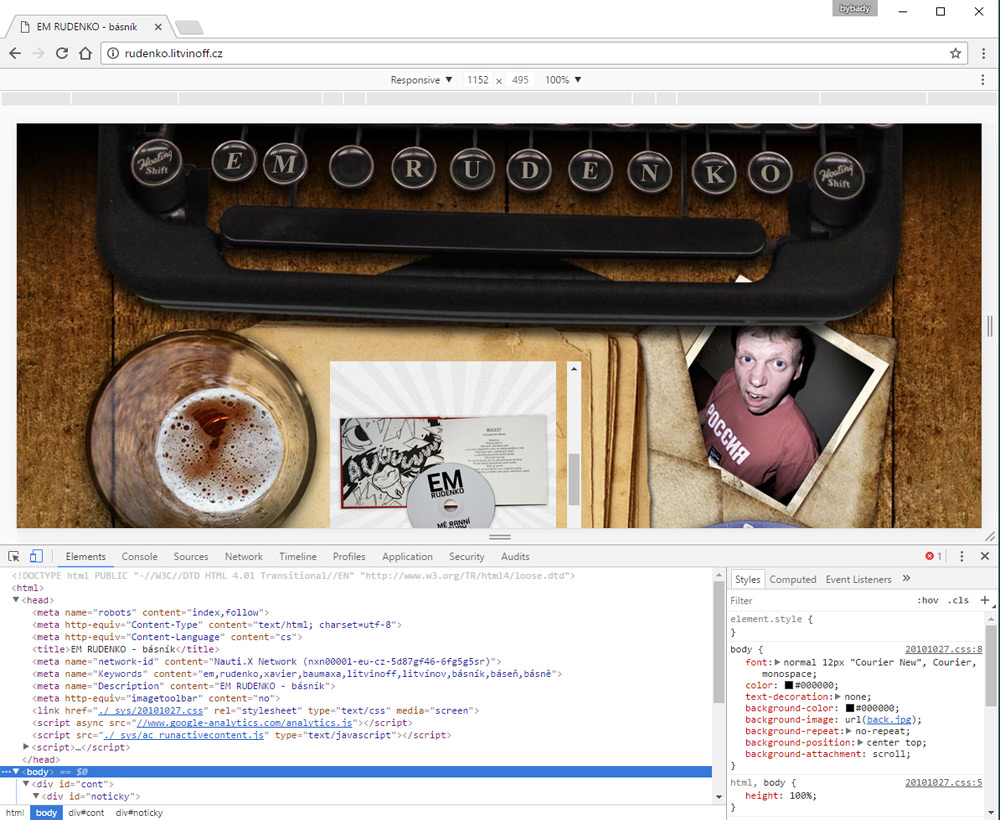 bybady
EM RUDENKO - básník
rudenko.litvinoff.cz
Responsive ▼ 1152 × 495 100% ▼
Floating Shift
E M R U D E N K O
Floating Shift
РОССИЯ
BOLEST
EM
RUDENKO
MÉ RANNÍ
Elements Console Sources Network Timeline Profiles Application Security Audits
1
<!DOCTYPE html PUBLIC "-//W3C//DTD HTML 4.01 Transitional//EN" "http://www.w3.org/TR/html4/loose.dtd">
<html>
▼<head>
<meta name="robots" content="index,follow">
<meta http-equiv="Content-Type" content="text/html; charset=utf-8">
<meta http-equiv="Content-Language" content="cs">
<title>EM RUDENKO - básník</title>
<meta name="network-id" content="Nauti.X Network (nxn00001-eu-cz-5d87gf46-6fg5g5sr)">
<meta name="Keywords" content="em,rudenko,xavier,baumaxa,litvinoff,litvínov,básník,báseň,básně">
<meta name="Description" content="EM RUDENKO - básník">
<meta http-equiv="imagetoolbar" content="no">
<link href="./_sys/20101027.css" rel="stylesheet" type="text/css" media="screen">
<script async src="//www.google-analytics.com/analytics.js"></script>
<script src="./_sys/ac_runactivecontent.js" type="text/javascript"></script>
▶<script>…</script>
</head>
…▼<body> == $0
▼<div id="cont">
▼<div id="noticky">
html body div#cont div#noticky
Styles Computed Event Listeners »
Filter :hov .cls +
element.style {
}
body { 20101027.css:8
font:▶normal 12px "Courier New", Courier,
monospace;
color: #000000;
text-decoration:▶none;
background-color: #000000;
background-image: url(back.jpg);
background-repeat:▶no-repeat;
background-position:▶center top;
background-attachment: scroll;
}
html, body { 20101027.css:5
height: 100%;
}